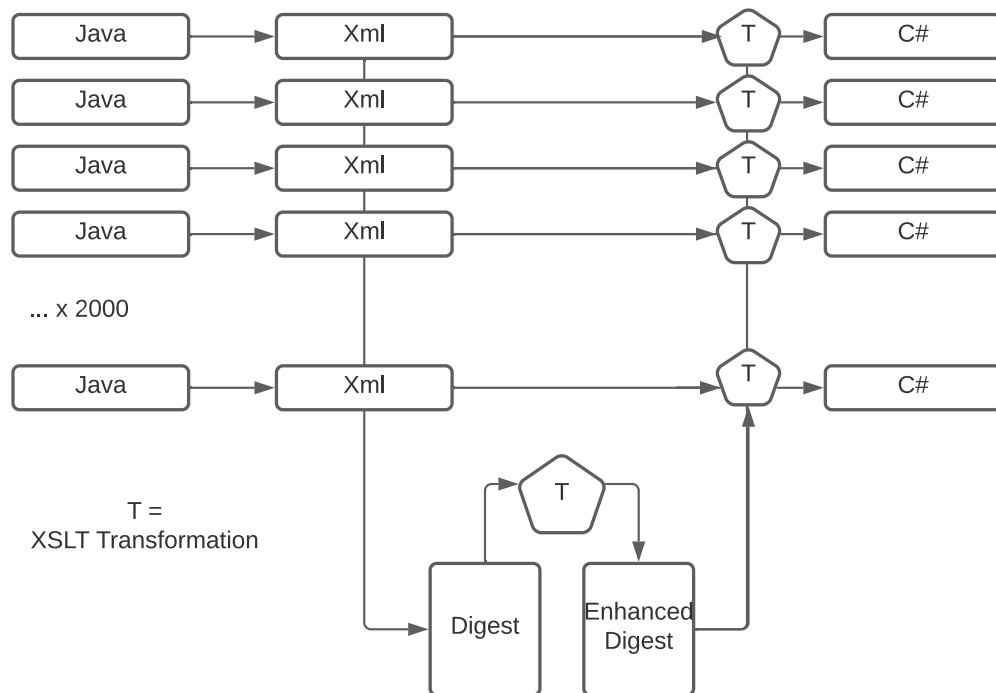 Java Xml T C#
Java Xml T C#
Java Xml T C#
Java Xml T C#
... x 2000
Java Xml T C#
T =
XSLT Transformation
T
Digest
Enhanced
Digest